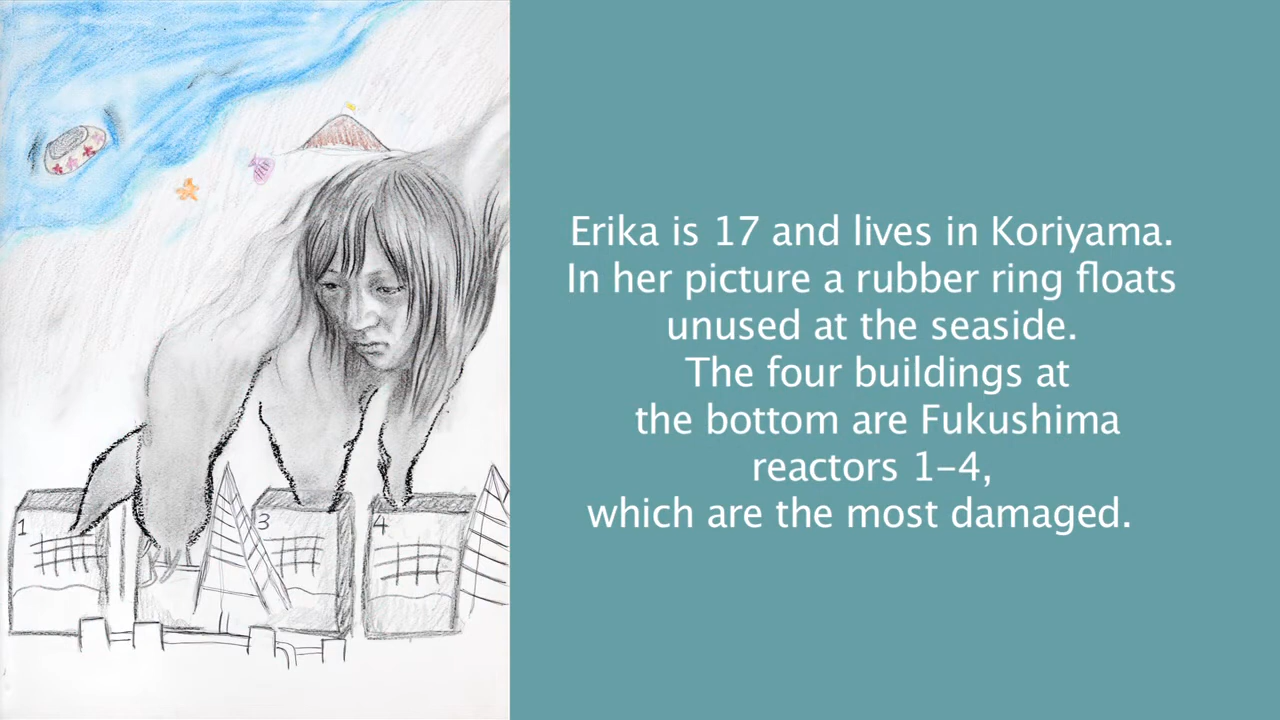 Erika is 17 and lives in Koriyama.
In her picture a rubber ring floats
unused at the seaside.
The four buildings at
the bottom are Fukushima
reactors 1–4,
which are the most damaged.
1
3
4